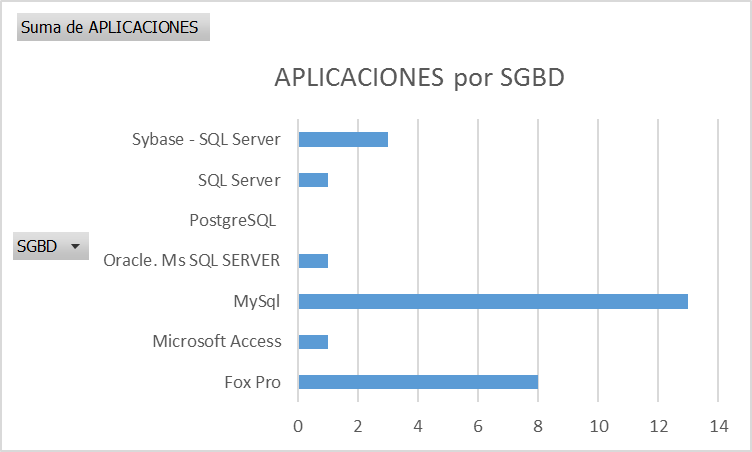 Suma de APLICACIONES
APLICACIONES por SGBD
Sybase - SQL Server
SQL Server
PostgreSQL
SGBD
Oracle. Ms SQL SERVER
MySql
Microsoft Access
Fox Pro
0 2 4 6 8 10 12 14